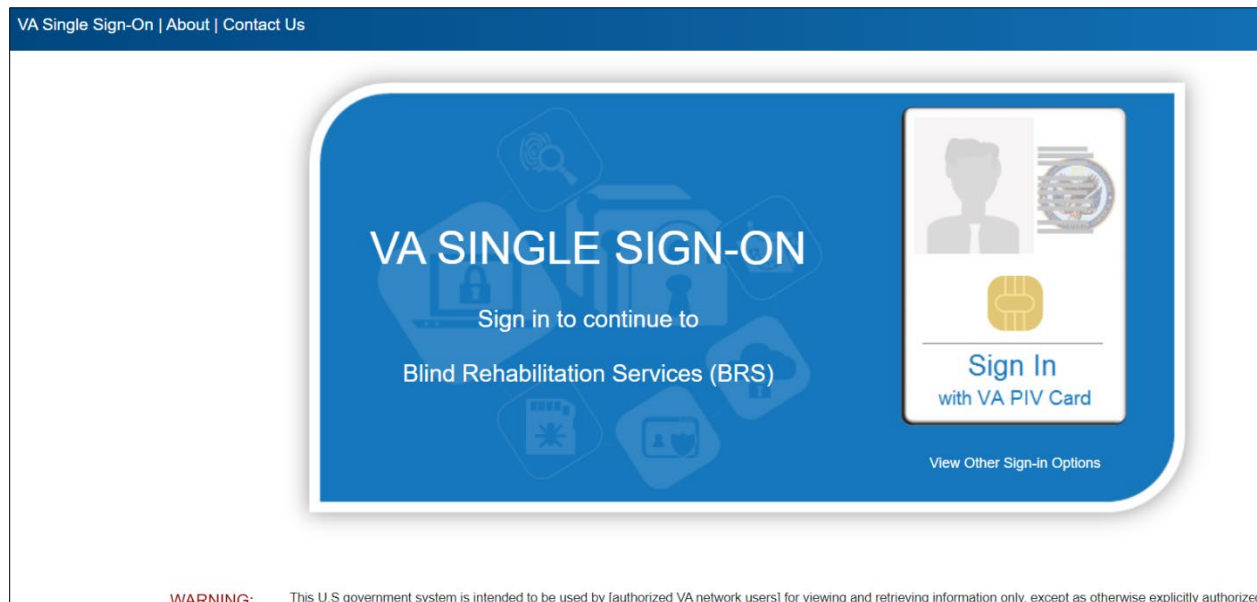 VA Single Sign-On | About | Contact Us
VA SINGLE SIGN-ON
Sign in to continue to
Blind Rehabilitation Services (BRS)
Sign In
with VA PIV Card
View Other Sign-in Options
WARNING: This U.S government system is intended to be used by [authorized VA network users] for viewing and retrieving information only, except as otherwise explicitly authorize